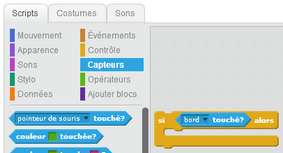 Scripts Costumes Sons
Mouvement Événements
Apparence Contrôle
Sons Capteurs
Stylo Opérateurs
Données Ajouter blocs
pointeur de souris touché?
si bord touché? alors
couleur touchée?